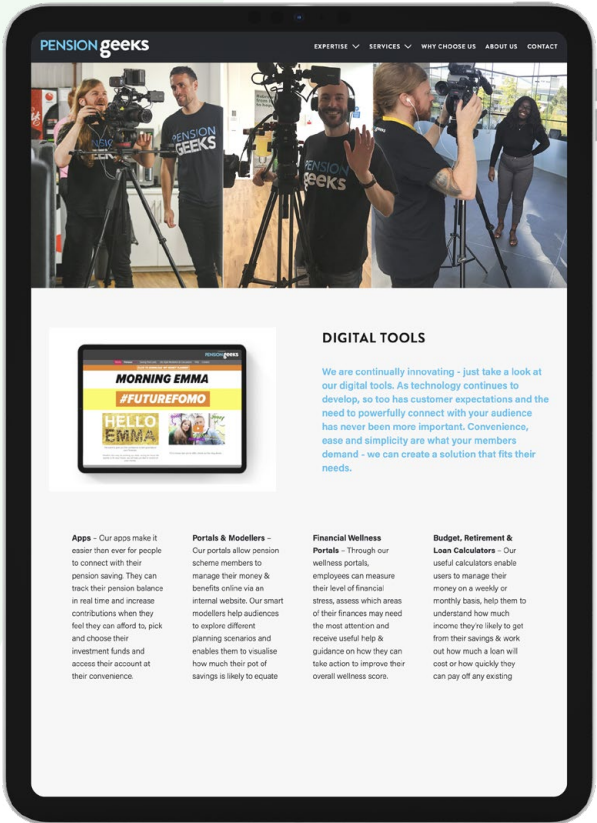 PENSION geeks
EXPERTISE SERVICES WHY CHOOSE US ABOUT US CONTACT
PENSION
GEEKS
PENSION
geeks
PENSION geeks
MORNING EMMA
#FUTUREFOMO
HELLO
EMMA
DIGITAL TOOLS
We are continually innovating - just take a look at
our digital tools. As technology continues to
develop, so too has customer expectations and the
need to powerfully connect with your audience
has never been more important. Convenience,
ease and simplicity are what your members
demand - we can create a solution that fits their
needs.
Apps – Our apps make it
easier than ever for people
to connect with their
pension saving. They can
track their pension balance
in real time and increase
contributions when they
feel they can afford to, pick
and choose their
investment funds and
access their account at
their convenience.
Portals & Modellers –
Our portals allow pension
scheme members to
manage their money &
benefits online via an
internal website. Our smart
modellers help audiences
to explore different
planning scenarios and
enables them to visualise
how much their pot of
savings is likely to equate
Financial Wellness
Portals – Through our
wellness portals,
employees can measure
their level of financial
stress, assess which areas
of their finances may need
the most attention and
receive useful help &
guidance on how they can
take action to improve their
overall wellness score.
Budget, Retirement &
Loan Calculators – Our
useful calculators enable
users to manage their
money on a weekly or
monthly basis, help them to
understand how much
income they're likely to get
from their savings & work
out how much a loan will
cost or how quickly they
can pay off any existing